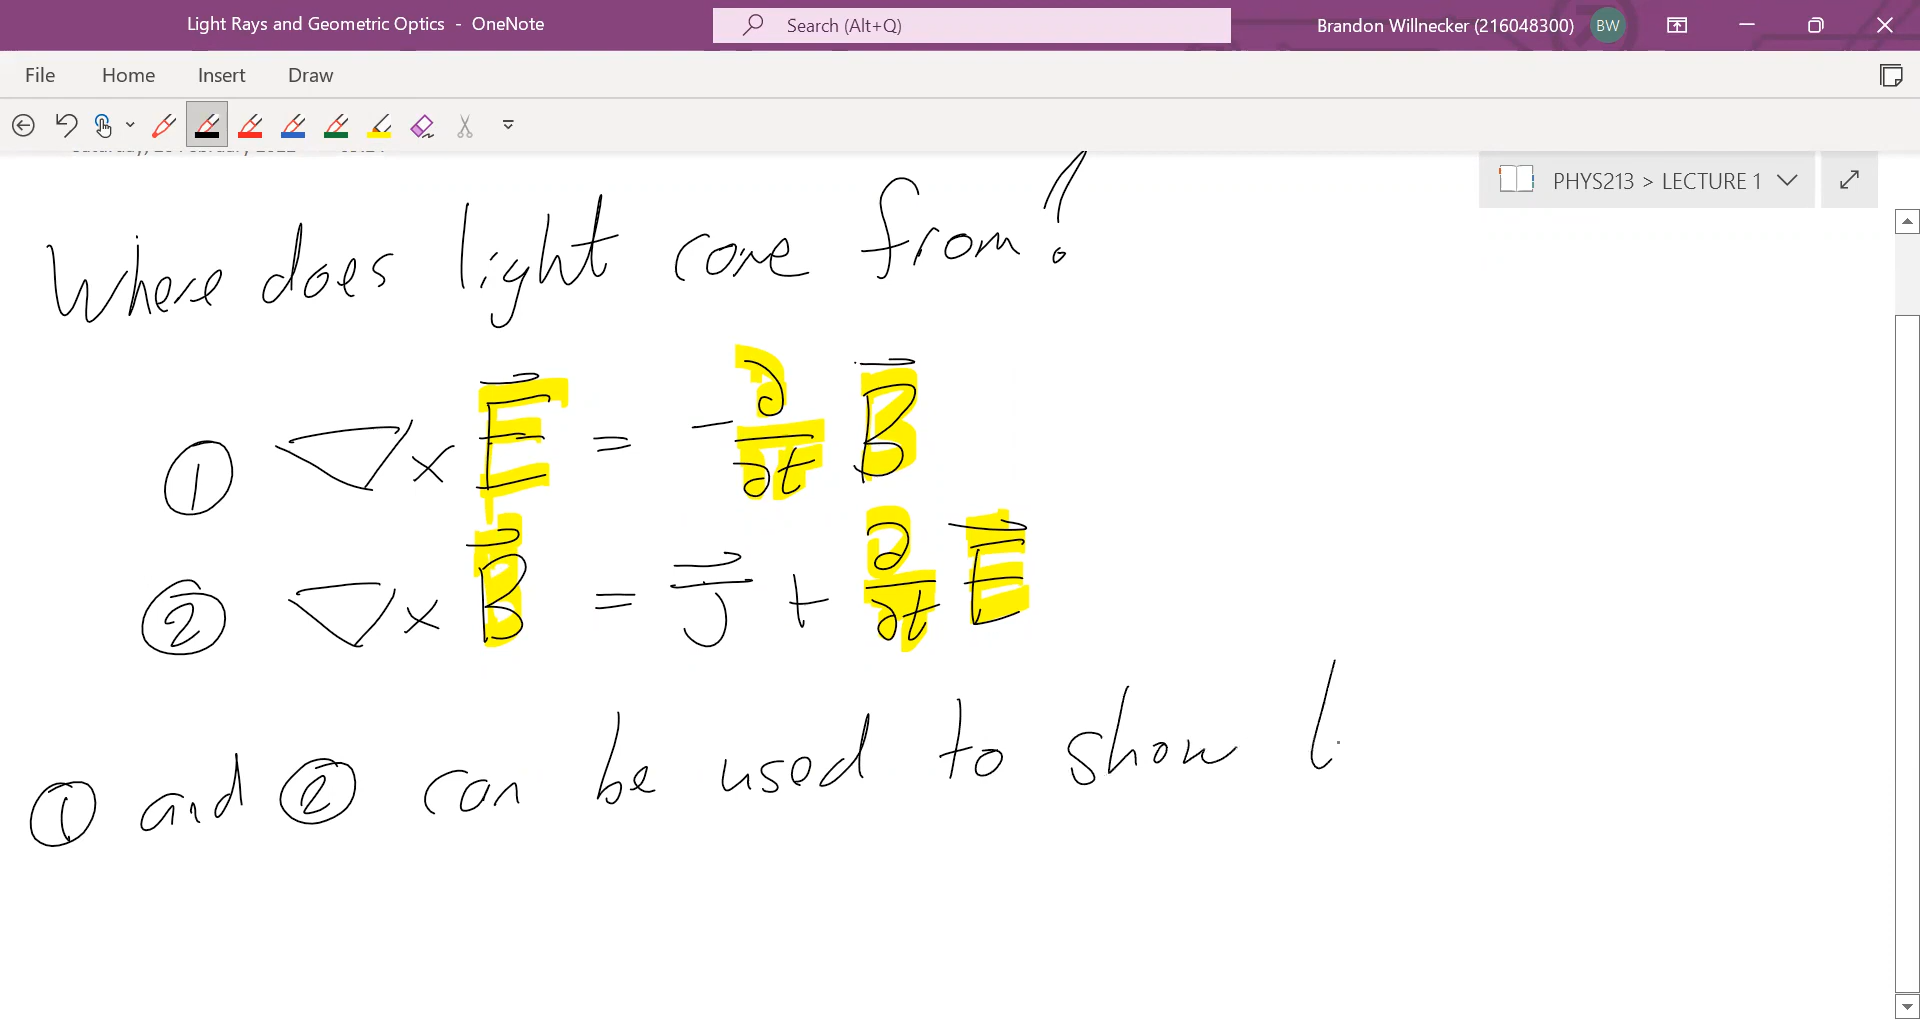 Light Rays and Geometric Optics - OneNote
Search (Alt+Q)
Brandon Willnecker (216048300) BW
File Home Insert Draw
PHYS213 > LECTURE 1
Where does light come from?
① ∇ × E⃗ = - ∂/∂t B⃗
② ∇ × B⃗ = J⃗ + ∂/∂t E⃗
① and ② can be used to show l